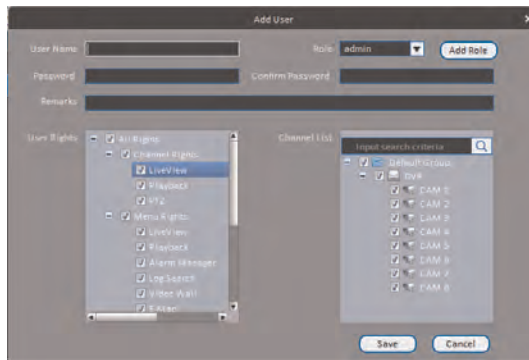 Add User
User Name Role admin Add Role
Password Confirm Password
Remarks
User Rights Channel List
All Rights
Channel Rights
LiveView
Playback
PTZ
Menu Rights
LiveView
Playback
Alarm Manager
Log Search
Video Wall
E-Map
Input search criteria
Default Group
DVR
CAM 1
CAM 2
CAM 3
CAM 4
CAM 5
CAM 6
CAM 7
CAM 8
Save Cancel